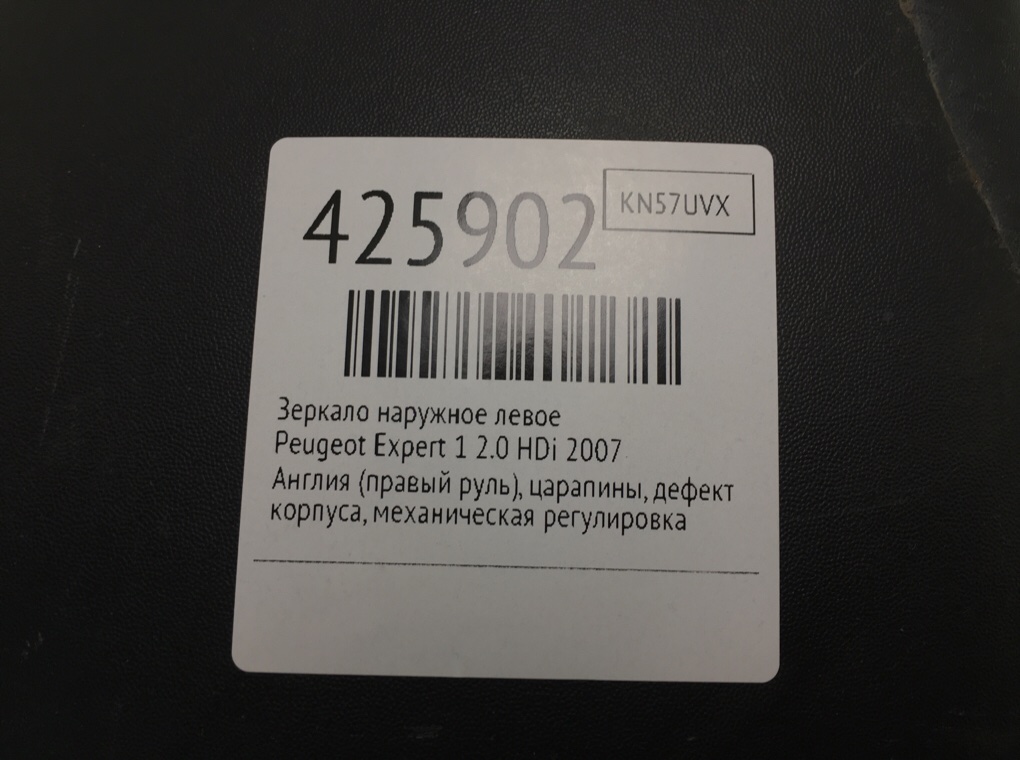 425902
KN57UVX
Зеркало наружное левое
Peugeot Expert 1 2.0 HDi 2007
Англия (правый руль), царапины, дефект
корпуса, механическая регулировка